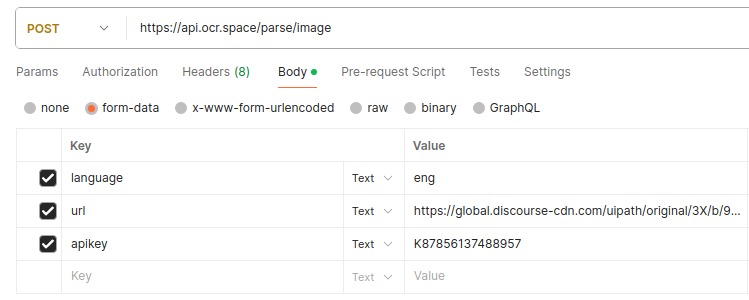 POST https://api.ocr.space/parse/image
Params Authorization Headers (8) Body Pre-request Script Tests Settings
none form-data x-www-form-urlencoded raw binary GraphQL
Key Value
language Text eng
url Text https://global.discourse-cdn.com/uipath/original/3X/b/9...
apikey Text K87856137488957
Key Text Value